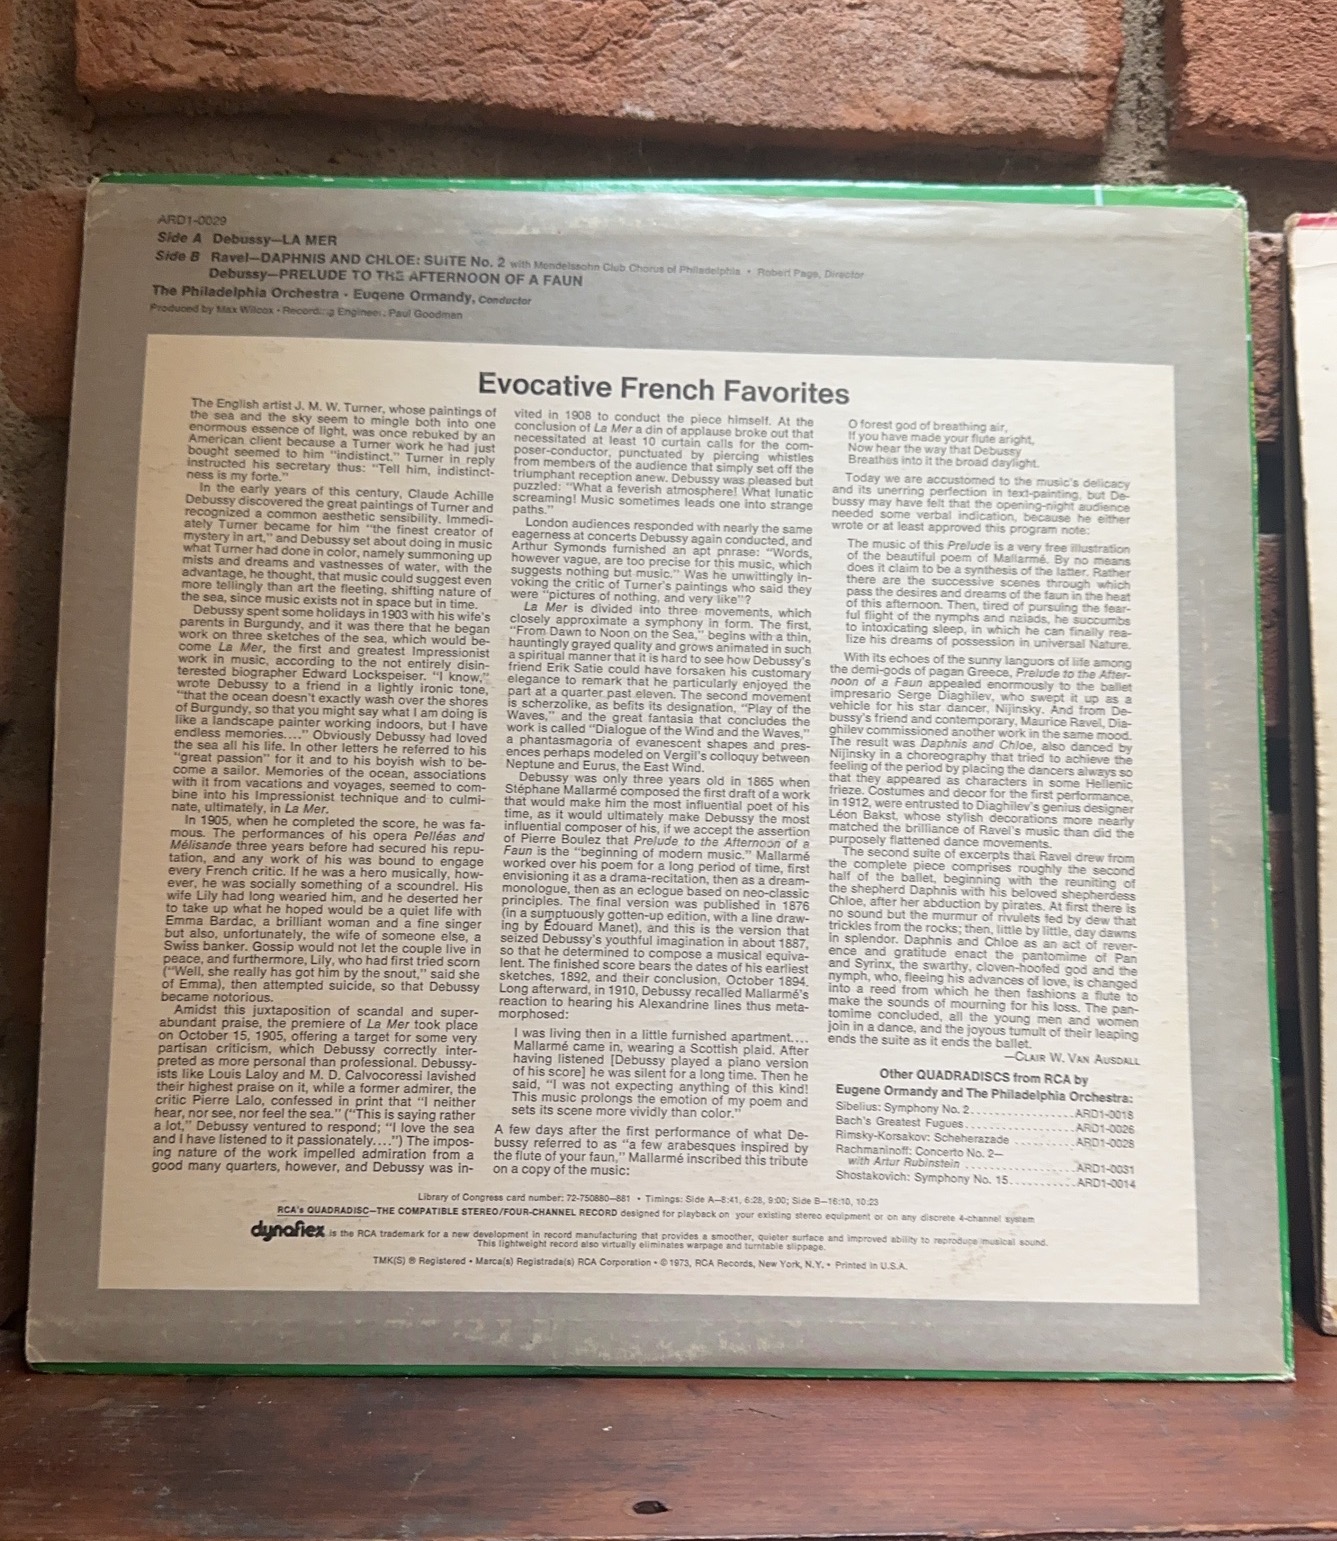 ARD1-0029
Side A Debussy—LA MER
Side B Ravel—DAPHNIS AND CHLOE: SUITE No. 2 with Mendelssohn Club Chorus of Philadelphia • Robert Page, Director
Debussy—PRELUDE TO THE AFTERNOON OF A FAUN
The Philadelphia Orchestra - Eugene Ormandy, Conductor
Produced by Max Wilcox • Recording Engineer: Paul Goodman
Evocative French Favorites
The English artist J. M. W. Turner, whose paintings of
the sea and the sky seem to mingle both into one
enormous essence of light, was once rebuked by an
American client because a Turner work he had just
bought seemed to him "indistinct." Turner in reply
instructed his secretary thus: "Tell him, indistinct-
ness is my forte."
In the early years of this century, Claude Achille
Debussy discovered the great paintings of Turner and
recognized a common aesthetic sensibility. Immedi-
ately Turner became for him "the finest creator of
mystery in art," and Debussy set about doing in music
what Turner had done in color, namely summoning up
mists and dreams and vastnesses of water, with the
advantage, he thought, that music could suggest even
more tellingly than art the fleeting, shifting nature of
the sea, since music exists not in space but in time.
Debussy spent some holidays in 1903 with his wife's
parents in Burgundy, and it was there that he began
work on three sketches of the sea, which would be-
come La Mer, the first and greatest Impressionist
work in music, according to the not entirely disin-
terested biographer Edward Lockspeiser. "I know,"
wrote Debussy to a friend in a lightly ironic tone,
"that the ocean doesn't exactly wash over the shores
of Burgundy, so that you might say what I am doing is
like a landscape painter working indoors, but I have
endless memories...." Obviously Debussy had loved
the sea all his life. In other letters he referred to his
"great passion" for it and to his boyish wish to be-
come a sailor. Memories of the ocean, associations
with it from vacations and voyages, seemed to com-
bine into his Impressionist technique and to culmi-
nate, ultimately, in La Mer.
In 1905, when he completed the score, he was fa-
mous. The performances of his opera Pelléas and
Mélisande three years before had secured his repu-
tation, and any work of his was bound to engage
every French critic. If he was a hero musically, how-
ever, he was socially something of a scoundrel. His
wife Lily had long wearied him, and he deserted her
to take up what he hoped would be a quiet life with
Emma Bardac, a brilliant woman and a fine singer
but also, unfortunately, the wife of someone else, a
Swiss banker. Gossip would not let the couple live in
peace, and furthermore, Lily, who had first tried scorn
("Well, she really has got him by the snout," said she
of Emma), then attempted suicide, so that Debussy
became notorious.
Amidst this juxtaposition of scandal and super-
abundant praise, the premiere of La Mer took place
on October 15, 1905, offering a target for some very
partisan criticism, which Debussy correctly inter-
preted as more personal than professional. Debussy-
ists like Louis Laloy and M. D. Calvocoressi lavished
their highest praise on it, while a former admirer, the
critic Pierre Lalo, confessed in print that "I neither
hear, nor see, nor feel the sea." ("This is saying rather
a lot," Debussy ventured to respond; "I love the sea
and I have listened to it passionately....") The impos-
ing nature of the work impelled admiration from a
good many quarters, however, and Debussy was in-
vited in 1908 to conduct the piece himself. At the
conclusion of La Mer a din of applause broke out that
necessitated at least 10 curtain calls for the com-
poser-conductor, punctuated by piercing whistles
from members of the audience that simply set off the
triumphant reception anew. Debussy was pleased but
puzzled: "What a feverish atmosphere! What lunatic
screaming! Music sometimes leads one into strange
paths."
London audiences responded with nearly the same
eagerness at concerts Debussy again conducted, and
Arthur Symonds furnished an apt phrase: "Words,
however vague, are too precise for this music, which
suggests nothing but music." Was he unwittingly in-
voking the critic of Turner's paintings who said they
were "pictures of nothing, and very like"?
La Mer is divided into three movements, which
closely approximate a symphony in form. The first,
"From Dawn to Noon on the Sea," begins with a thin,
hauntingly grayed quality and grows animated in such
a spiritual manner that it is hard to see how Debussy's
friend Erik Satie could have forsaken his customary
elegance to remark that he particularly enjoyed the
part at a quarter past eleven. The second movement
is scherzolike, as befits its designation, "Play of the
Waves," and the great fantasia that concludes the
work is called "Dialogue of the Wind and the Waves,"
a phantasmagoria of evanescent shapes and pres-
ences perhaps modeled on Vergil's colloquy between
Neptune and Eurus, the East Wind.
Debussy was only three years old in 1865 when
Stéphane Mallarmé composed the first draft of a work
that would make him the most influential poet of his
time, as it would ultimately make Debussy the most
influential composer of his, if we accept the assertion
of Pierre Boulez that Prelude to the Afternoon of a
Faun is the "beginning of modern music." Mallarmé
worked over his poem for a long period of time, first
envisioning it as a drama-recitation, then as a dream-
monologue, then as an eclogue based on neo-classic
principles. The final version was published in 1876
(in a sumptuously gotten-up edition, with a line draw-
ing by Édouard Manet), and this is the version that
seized Debussy's youthful imagination in about 1887,
so that he determined to compose a musical equiva-
lent. The finished score bears the dates of his earliest
sketches, 1892, and their conclusion, October 1894.
Long afterward, in 1910, Debussy recalled Mallarmé's
reaction to hearing his Alexandrine lines thus meta-
morphosed:
I was living then in a little furnished apartment....
Mallarmé came in, wearing a Scottish plaid. After
having listened [Debussy played a piano version
of his score] he was silent for a long time. Then he
said, "I was not expecting anything of this kind!
This music prolongs the emotion of my poem and
sets its scene more vividly than color."
A few days after the first performance of what De-
bussy referred to as "a few arabesques inspired by
the flute of your faun," Mallarmé inscribed this tribute
on a copy of the music:
O forest god of breathing air,
If you have made your flute aright,
Now hear the way that Debussy
Breathes into it the broad daylight.
Today we are accustomed to the music's delicacy
and its unerring perfection in text-painting, but De-
bussy may have felt that the opening-night audience
needed some verbal indication, because he either
wrote or at least approved this program note:
The music of this Prelude is a very free illustration
of the beautiful poem of Mallarmé. By no means
does it claim to be a synthesis of the latter. Rather
there are the successive scenes through which
pass the desires and dreams of the faun in the heat
of this afternoon. Then, tired of pursuing the fear-
ful flight of the nymphs and naiads, he succumbs
to intoxicating sleep, in which he can finally rea-
lize his dreams of possession in universal Nature.
With its echoes of the sunny languors of life among
the demi-gods of pagan Greece, Prelude to the After-
noon of a Faun appealed enormously to the ballet
impresario Serge Diaghilev, who swept it up as a
vehicle for his star dancer, Nijinsky. And from De-
bussy's friend and contemporary, Maurice Ravel, Dia-
ghilev commissioned another work in the same mood.
The result was Daphnis and Chloe, also danced by
Nijinsky in a choreography that tried to achieve the
feeling of the period by placing the dancers always so
that they appeared as characters in some Hellenic
frieze. Costumes and decor for the first performance,
in 1912, were entrusted to Diaghilev's genius designer
Léon Bakst, whose stylish decorations more nearly
matched the brilliance of Ravel's music than did the
purposely flattened dance movements.
The second suite of excerpts that Ravel drew from
the complete piece comprises roughly the second
half of the ballet, beginning with the reuniting of
the shepherd Daphnis with his beloved shepherdess
Chloe, after her abduction by pirates. At first there is
no sound but the murmur of rivulets fed by dew that
trickles from the rocks; then, little by little, day dawns
in splendor. Daphnis and Chloe as an act of rever-
ence and gratitude enact the pantomime of Pan
and Syrinx, the swarthy, cloven-hoofed god and the
nymph, who, fleeing his advances of love, is changed
into a reed from which he then fashions a flute to
make the sounds of mourning for his loss. The pan-
tomime concluded, all the young men and women
join in a dance, and the joyous tumult of their leaping
ends the suite as it ends the ballet.
—CLAIR W. VAN AUSDALL
Other QUADRADISCS from RCA by
Eugene Ormandy and The Philadelphia Orchestra:
Sibelius: Symphony No. 2................ARD1-0018
Bach's Greatest Fugues..................ARD1-0026
Rimsky-Korsakov: Scheherazade ..........ARD1-0028
Rachmaninoff: Concerto No. 2—
with Artur Rubinstein ..................ARD1-0031
Shostakovich: Symphony No. 15..........ARD1-0014
Library of Congress card number: 72-750880—881 • Timings: Side A—8:41, 6:28, 9:00; Side B—16:10, 10:23
RCA's QUADRADISC—THE COMPATIBLE STEREO/FOUR-CHANNEL RECORD designed for playback on your existing stereo equipment or on any discrete 4-channel system
dynaflex is the RCA trademark for a new development in record manufacturing that provides a smoother, quieter surface and improved ability to reproduce musical sound.
This lightweight record also virtually eliminates warpage and turntable slippage.
TMK(S) ® Registered • Marca(s) Registrada(s) RCA Corporation • © 1973, RCA Records, New York, N.Y. • Printed in U.S.A.